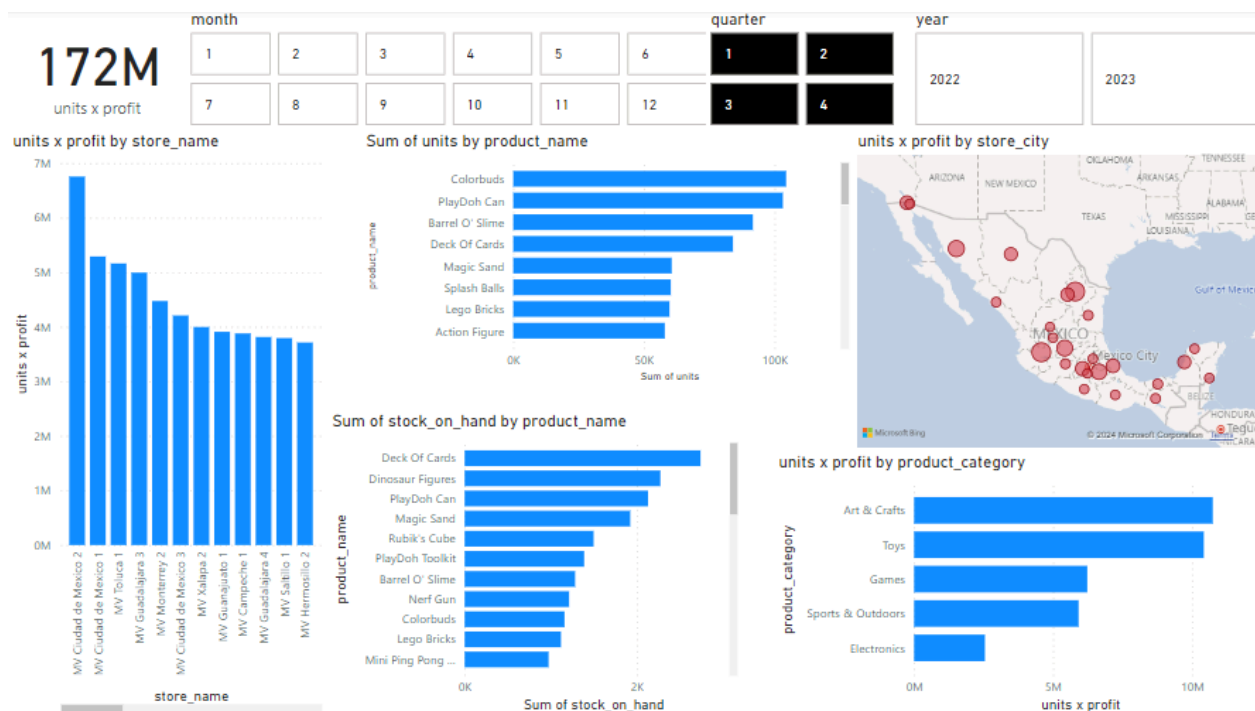 month
quarter
year
172M
units x profit
1
2
3
4
5
6
7
8
9
10
11
12
1
2
3
4
2022
2023
units x profit by store_name
units x profit
7M
6M
5M
4M
3M
2M
1M
0M
MV Ciudad de Mexico 2
MV Ciudad de Mexico 1
MV Toluca 1
MV Guadalajara 3
MV Monterrey 2
MV Ciudad de Mexico 3
MV Xalapa 2
MV Guanajuato 1
MV Campeche 1
MV Guadalajara 4
MV Saltillo 1
MV Hermosillo 2
store_name
Sum of units by product_name
product_name
Colorbuds
PlayDoh Can
Barrel O' Slime
Deck Of Cards
Magic Sand
Splash Balls
Lego Bricks
Action Figure
0K
50K
100K
Sum of units
units x profit by store_city
OKLAHOMA
TENNESSEE
ARIZONA
NEW MEXICO
ARKANSAS
TEXAS
MISSISSIPPI
ALABAMA
LOUISIANA
Gulf of Mexico
MÉXICO
Mexico City
BELIZE
HONDURA
Tegu
NICARA
Microsoft Bing
© 2024 Microsoft Corporation
Terms
Sum of stock_on_hand by product_name
product_name
Deck Of Cards
Dinosaur Figures
PlayDoh Can
Magic Sand
Rubik's Cube
PlayDoh Toolkit
Barrel O' Slime
Nerf Gun
Colorbuds
Lego Bricks
Mini Ping Pong ...
0K
2K
Sum of stock_on_hand
units x profit by product_category
product_category
Art & Crafts
Toys
Games
Sports & Outdoors
Electronics
0M
5M
10M
units x profit